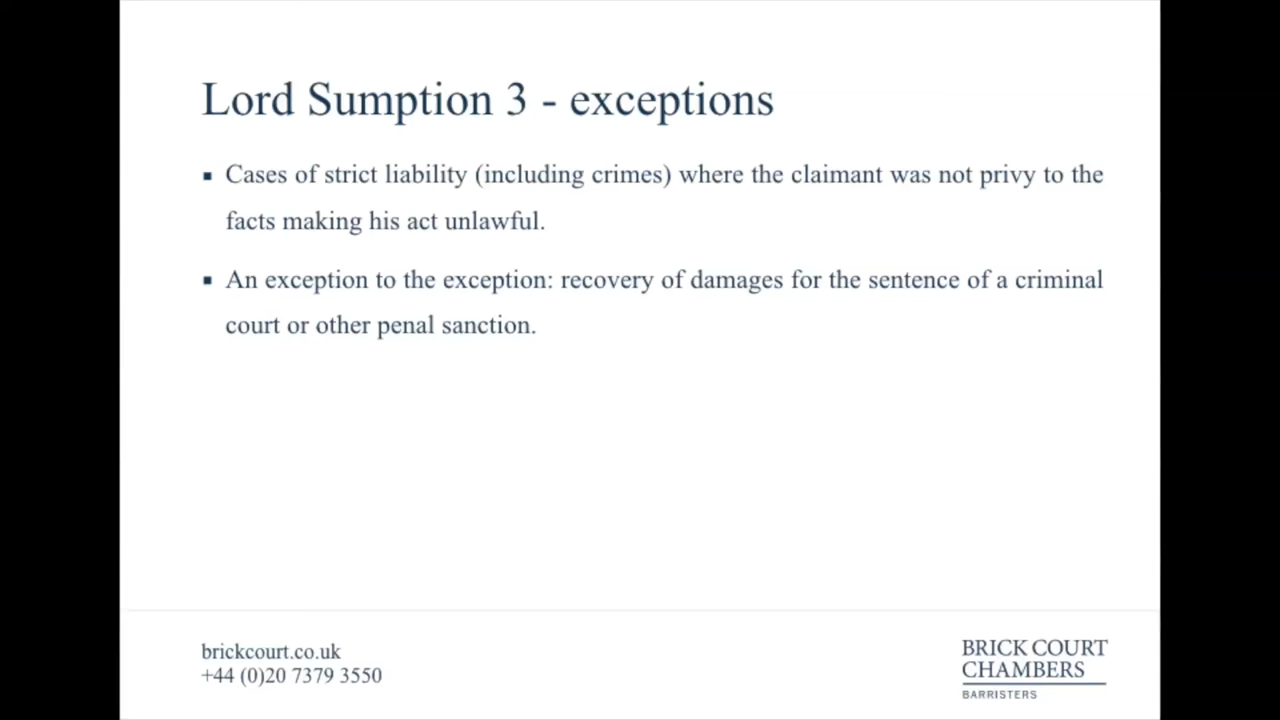 Lord Sumption 3 - exceptions
▪ Cases of strict liability (including crimes) where the claimant was not privy to the
facts making his act unlawful.
▪ An exception to the exception: recovery of damages for the sentence of a criminal
court or other penal sanction.
brickcourt.co.uk
+44 (0)20 7379 3550
BRICK COURT
CHAMBERS
BARRISTERS